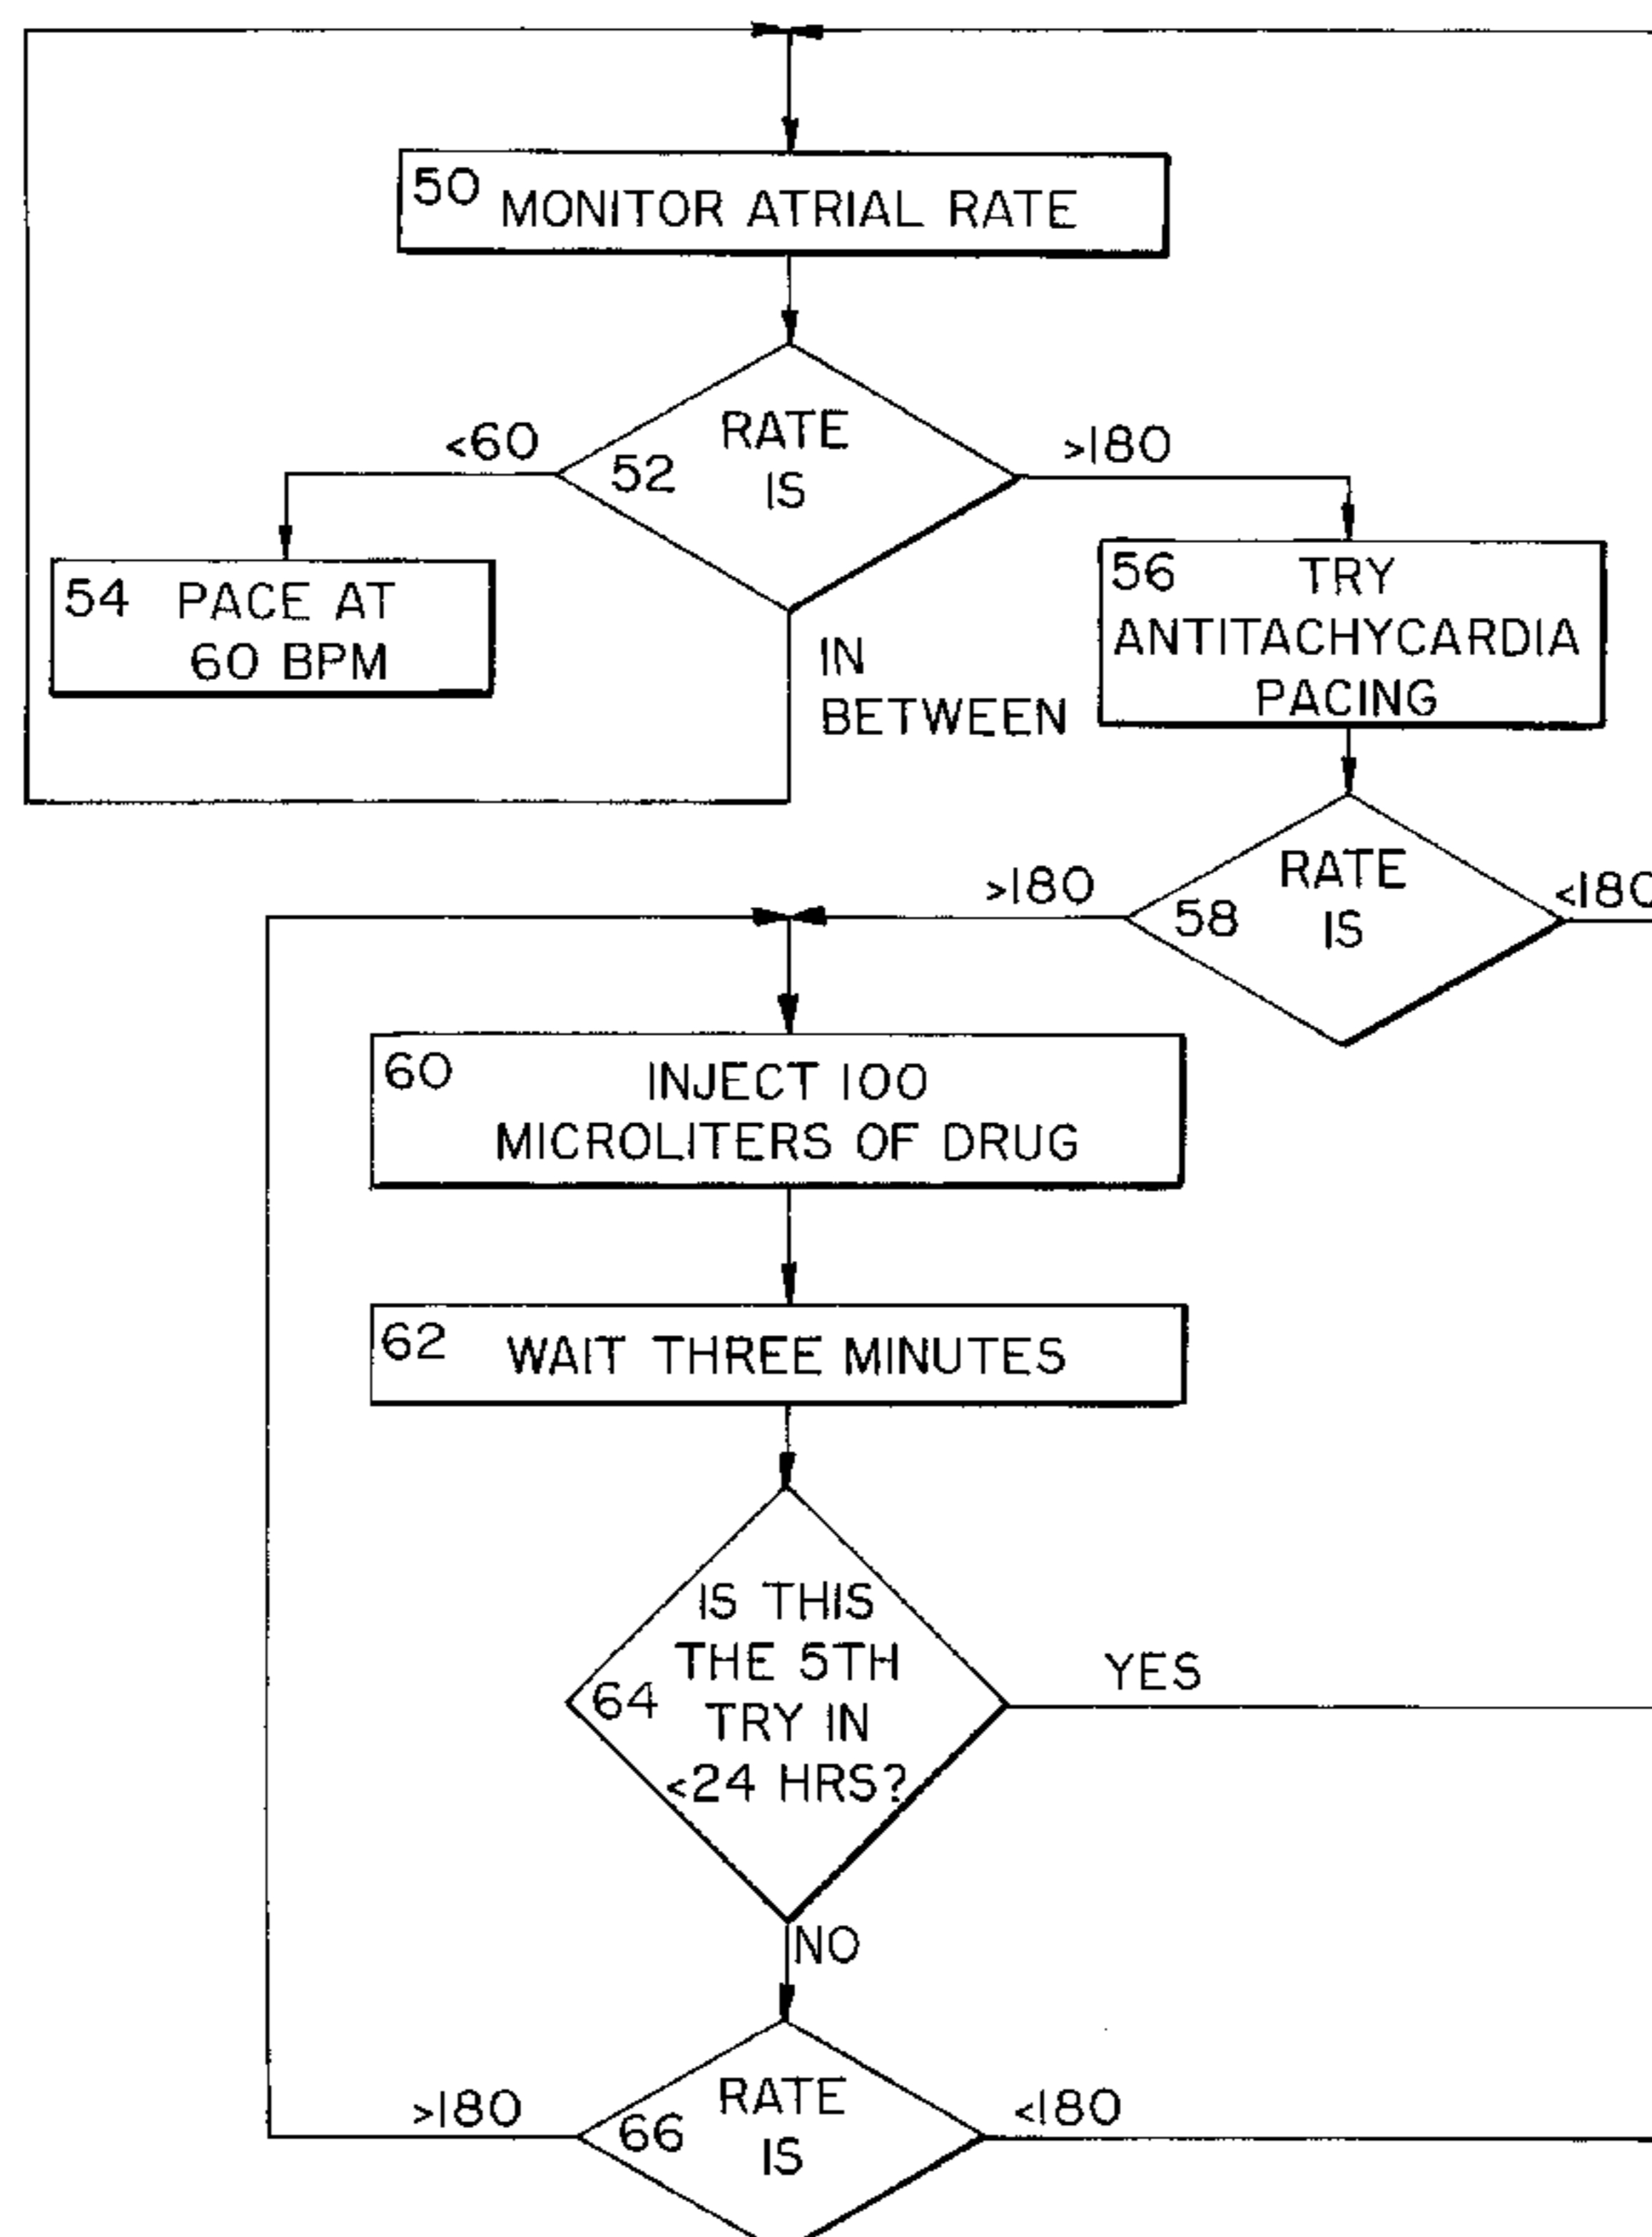 50 MONITOR ATRIAL RATE
<60
52
RATE
IS
>180
54 PACE AT
60 BPM
IN
BETWEEN
56 TRY
ANTITACHYCARDIA
PACING
>180
58
RATE
IS
<180
60 INJECT 100
MICROLITERS OF DRUG
62 WAIT THREE MINUTES
64
IS THIS
THE 5TH
TRY IN
<24 HRS?
YES
NO
>180
66
RATE
IS
<180